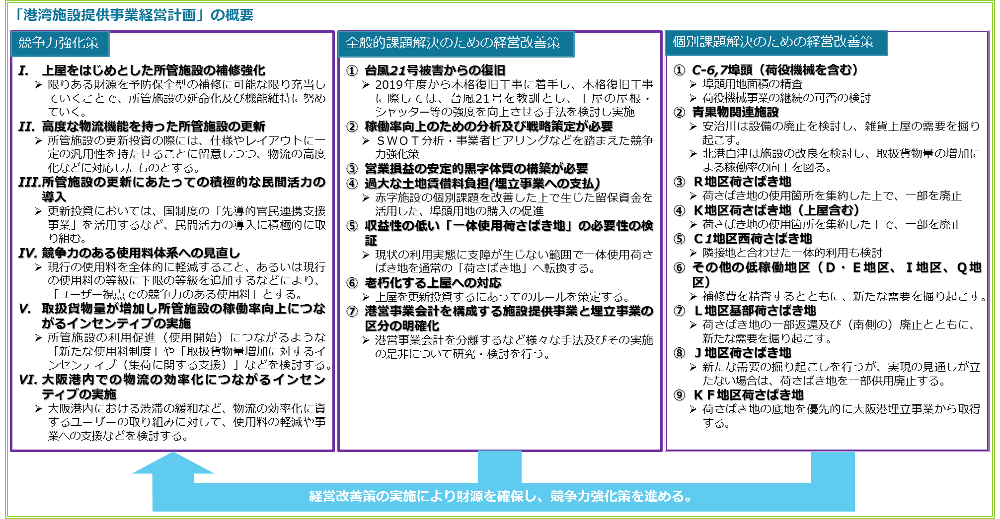 「港湾施設提供事業経営計画」の概要
競争力強化策
I. 上屋をはじめとした所管施設の補修強化
➢ 限りある財源を予防保全型の補修に可能な限り充当し
ていくことで、所管施設の延命化及び機能維持に努め
ていく。
II. 高度な物流機能を持った所管施設の更新
➢ 所管施設の更新投資の際には、仕様やレイアウトに一
定の汎用性を持たせることに留意しつつ、物流の高度
化などに対応したものとする。
III.所管施設の更新にあたっての積極的な民間活力の
導入
➢ 更新投資においては、国制度の「先導的官民連携支援
事業」を活用するなど、民間活力の導入に積極的に取
り組む。
IV. 競争力のある使用料体系への見直し
➢ 現行の使用料を全体的に軽減すること、あるいは現行
の使用料の等級に下限の等級を追加するなどにより、
「ユーザー視点での競争力のある使用料」とする。
V. 取扱貨物量が増加し所管施設の稼働率向上につな
がるインセンティブの実施
➢ 所管施設の利用促進（使用開始）につながるような
「新たな使用料制度」や「取扱貨物量増加に対するイ
ンセンティブ（集荷に関する支援）」などを検討する。
VI. 大阪港内での物流の効率化につながるインセン
ティブの実施
➢ 大阪港内における渋滞の緩和など、物流の効率化に資
するユーザーの取り組みに対して、使用料の軽減や事
業への支援などを検討する。
全般的課題解決のための経営改善策
① 台風21号被害からの復旧
➢ 2019年度から本格復旧工事に着手し、本格復旧工事
に際しては、台風21号を教訓とし、上屋の屋根・
シャッター等の強度を向上させる手法を検討し実施
② 稼働率向上のための分析及び戦略策定が必要
➢ ＳＷＯＴ分析・事業者ヒアリングなどを踏まえた競争
力強化策
③ 営業損益の安定的黒字体質の構築が必要
④ 過大な土地賃借料負担(埋立事業への支払)
➢ 赤字施設の個別課題を改善した上で生じた留保資金を
活用した、埠頭用地の購入の促進
⑤ 収益性の低い「一体使用荷さばき地」の必要性の検
証
➢ 現状の利用実態に支障が生じない範囲で一体使用荷さ
ばき地を通常の「荷さばき地」へ転換する。
⑥ 老朽化する上屋への対応
➢ 上屋を更新投資するにあってのルールを策定する。
⑦ 港営事業会計を構成する施設提供事業と埋立事業の
区分の明確化
➢ 港営事業会計を分離するなど様々な手法及びその実施
の是非について研究・検討を行う。
個別課題解決のための経営改善策
① C-6,7埠頭（荷役機械を含む）
➢ 埠頭用地面積の精査
➢ 荷役機械事業の継続の可否の検討
② 青果物関連施設
➢ 安治川は設備の廃止を検討し、雑貨上屋の需要を掘り
起こす。
➢ 北港白津は施設の改良を検討し、取扱貨物量の増加に
よる稼働率の向上を図る。
③ Ｒ地区荷さばき地
➢ 荷さばき地の使用箇所を集約した上で、一部を廃止
④ Ｋ地区荷さばき地（上屋含む）
➢ 荷さばき地の使用箇所を集約した上で、一部を廃止
⑤ Ｃ1地区西荷さばき地
➢ 隣接地と合わせた一体的利用も検討
⑥ その他の低稼働地区（Ｄ・Ｅ地区、Ｉ地区、Ｑ地
区）
➢ 補修費を精査するとともに、新たな需要を掘り起こす。
⑦ Ｌ地区基部荷さばき地
➢ 荷さばき地の一部返還及び（南側の）廃止とともに、
新たな需要を掘り起こす。
⑧ Ｊ地区荷さばき地
➢ 新たな需要の掘り起こしを行うが、実現の見通しが立
たない場合は、荷さばき地を一部供用廃止する。
⑨ ＫＦ地区荷さばき地
➢ 荷さばき地の底地を優先的に大阪港埋立事業から取得
する。
経営改善策の実施により財源を確保し、競争力強化策を進める。